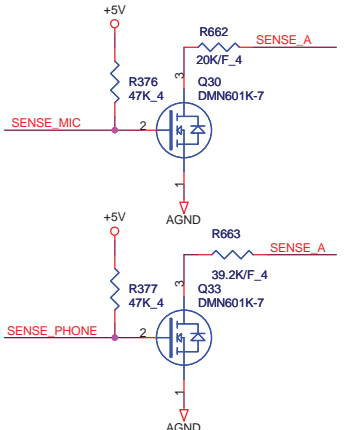 +5V
R662
SENSE_A
20K/F_4
3
R376
47K_4
Q30
DMN601K-7
SENSE_MIC
2
1
AGND
+5V
R663
SENSE_A
39.2K/F_4
3
R377
47K_4
Q33
DMN601K-7
SENSE_PHONE
2
1
AGND